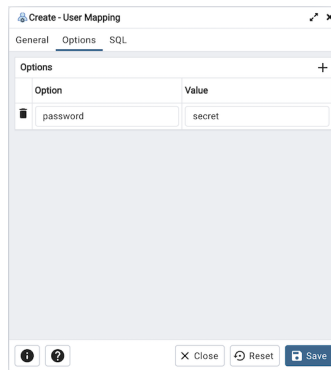 Create - User Mapping
General Options SQL
Options
Option Value
password secret
Close Reset Save